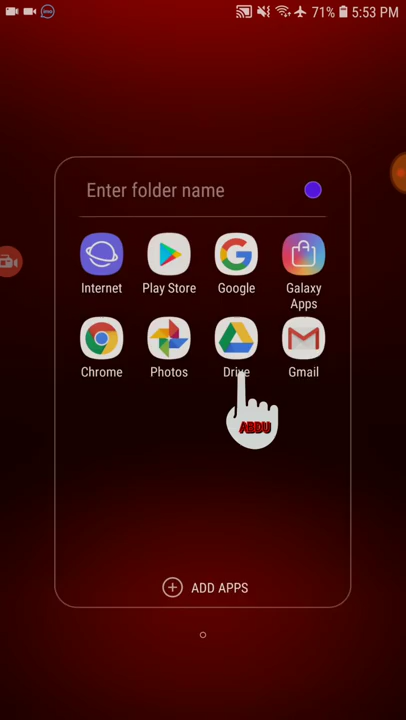 71% 5:53 PM
Enter folder name
Internet Play Store Google Galaxy Apps
Chrome Photos Drive Gmail
ABDU
ADD APPS